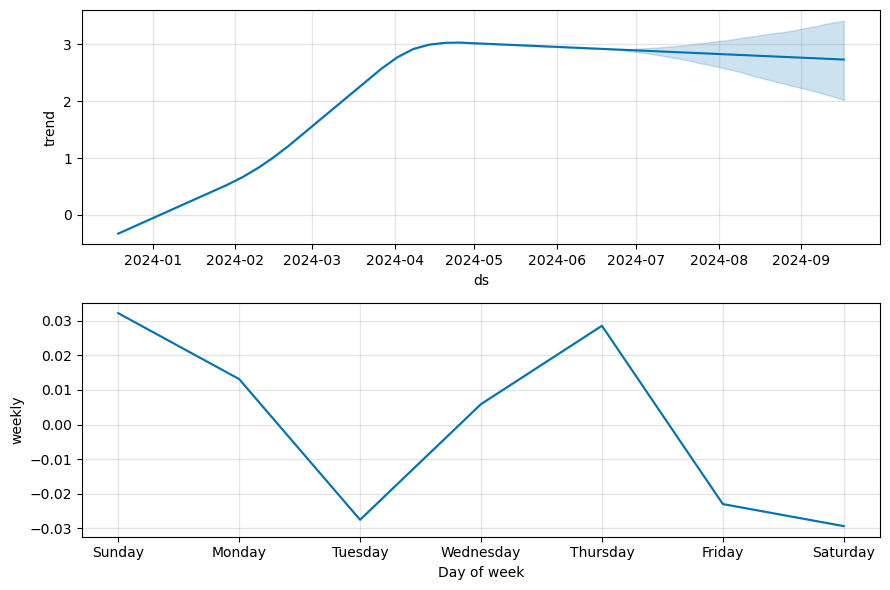 3
2
1
0
trend
2024-01 2024-02 2024-03 2024-04 2024-05 2024-06 2024-07 2024-08 2024-09
ds
0.03
0.02
0.01
0.00
−0.01
−0.02
−0.03
weekly
Sunday Monday Tuesday Wednesday Thursday Friday Saturday
Day of week